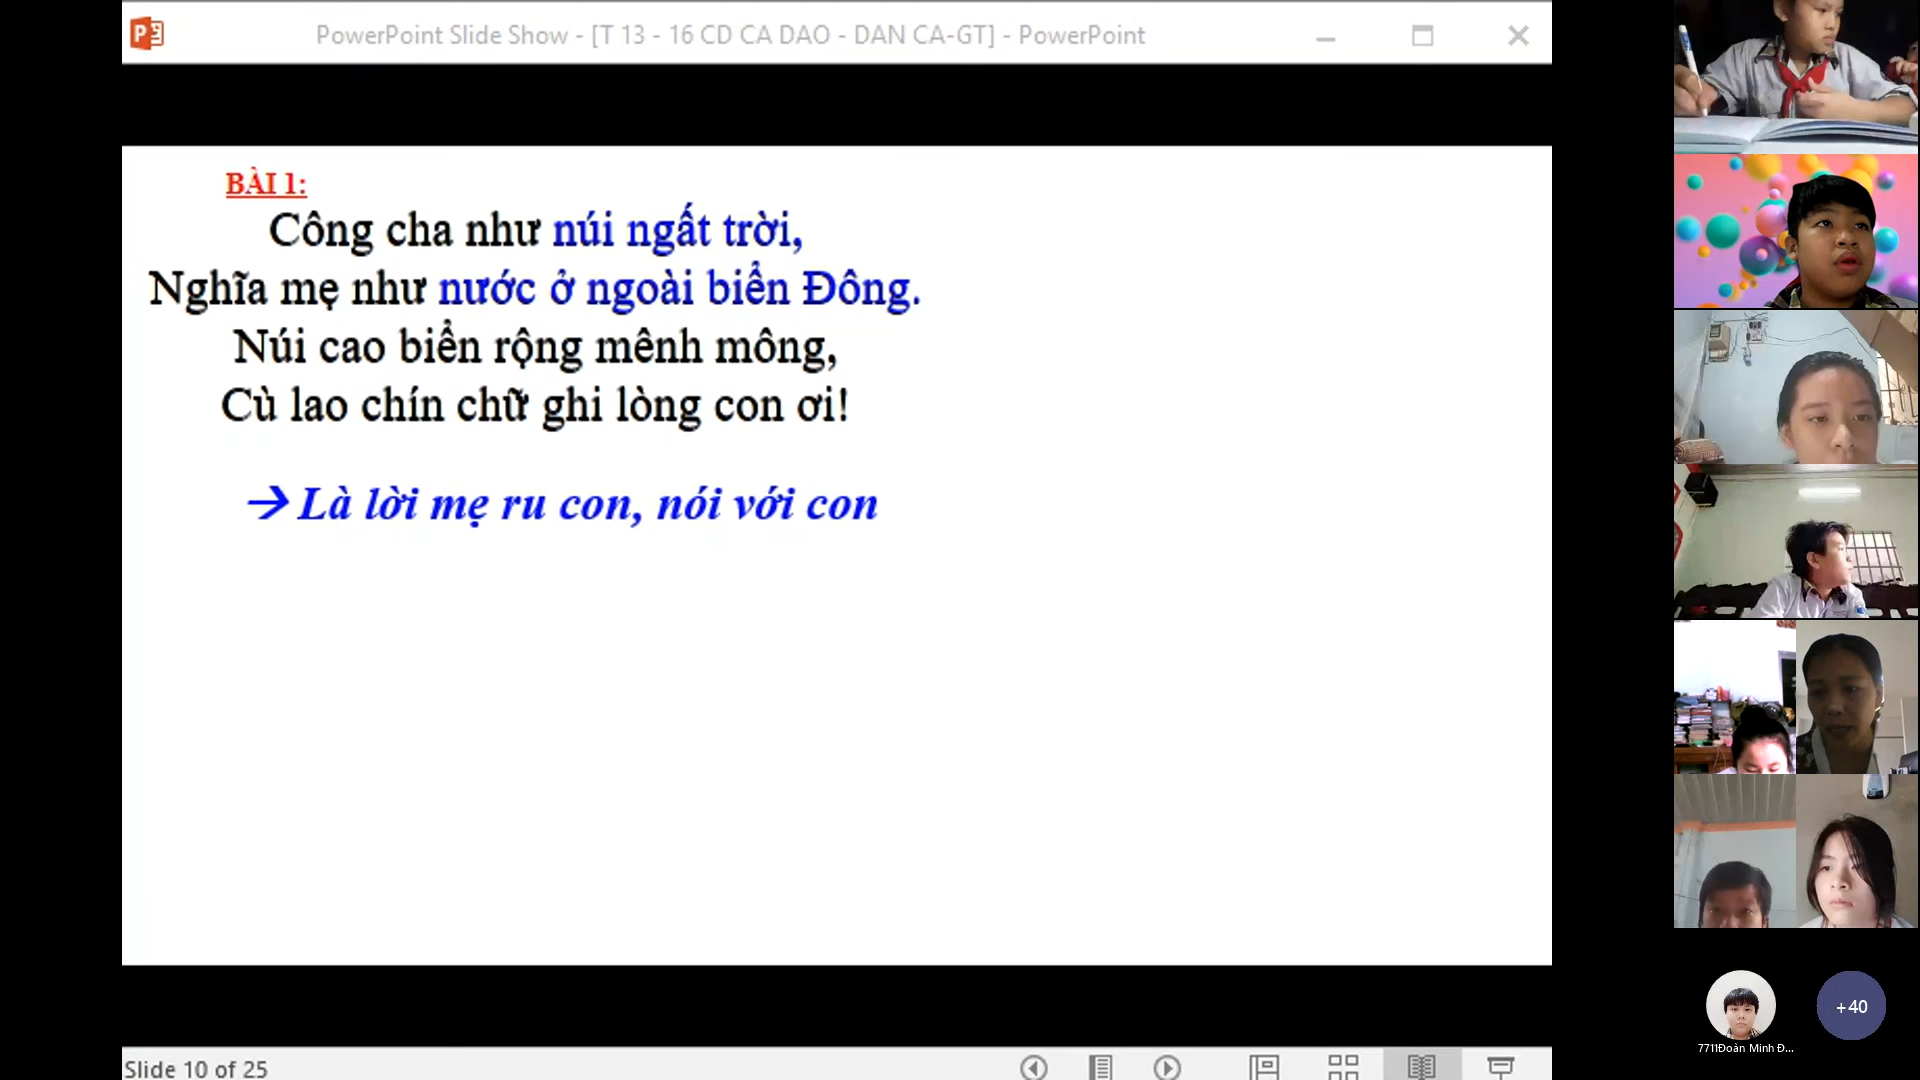 PowerPoint Slide Show - [T 13 - 16 CD CA DAO - DAN CA-GT] - PowerPoint
BÀI 1:
Công cha như núi ngất trời,
Nghĩa mẹ như nước ở ngoài biển Đông.
Núi cao biển rộng mênh mông,
Cù lao chín chữ ghi lòng con ơi!
→ Là lời mẹ ru con, nói với con
+40
7711Đoàn Minh Đ...
Slide 10 of 25